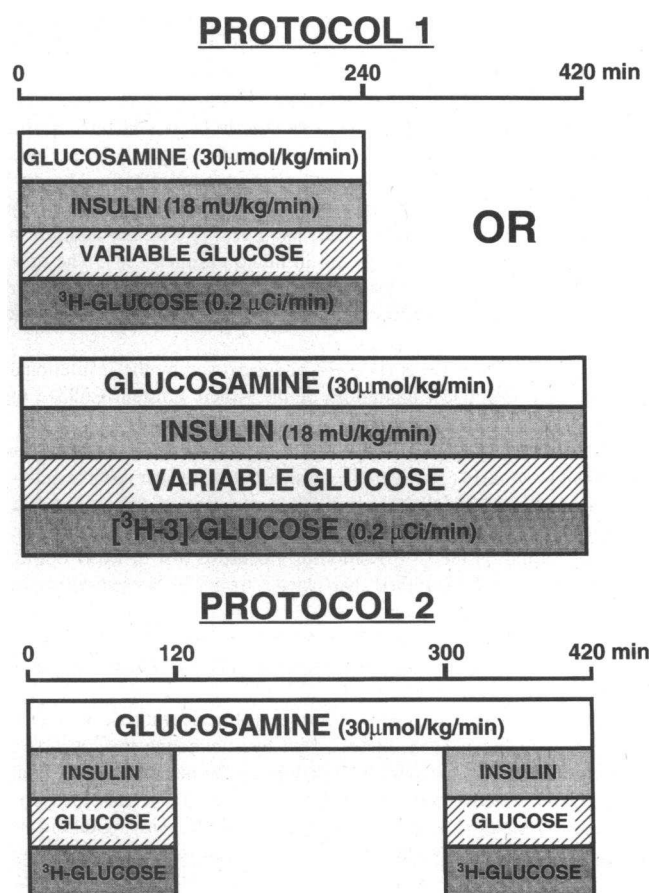 PROTOCOL 1
0 240 420 min
GLUCOSAMINE (30μmol/kg/min)
INSULIN (18 mU/kg/min)
VARIABLE GLUCOSE
³H-GLUCOSE (0.2 μCi/min)
OR
GLUCOSAMINE (30μmol/kg/min)
INSULIN (18 mU/kg/min)
VARIABLE GLUCOSE
[³H-3] GLUCOSE (0.2 μCi/min)
PROTOCOL 2
0 120 300 420 min
GLUCOSAMINE (30μmol/kg/min)
INSULIN INSULIN
GLUCOSE GLUCOSE
³H-GLUCOSE ³H-GLUCOSE